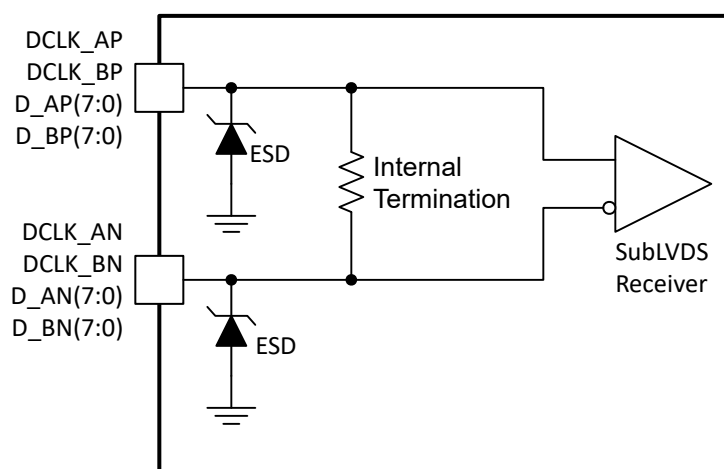 DCLK_AP
DCLK_BP
D_AP(7:0)
D_BP(7:0)
ESD
Internal
Termination
DCLK_AN
DCLK_BN
D_AN(7:0)
D_BN(7:0)
ESD
SubLVDS
Receiver